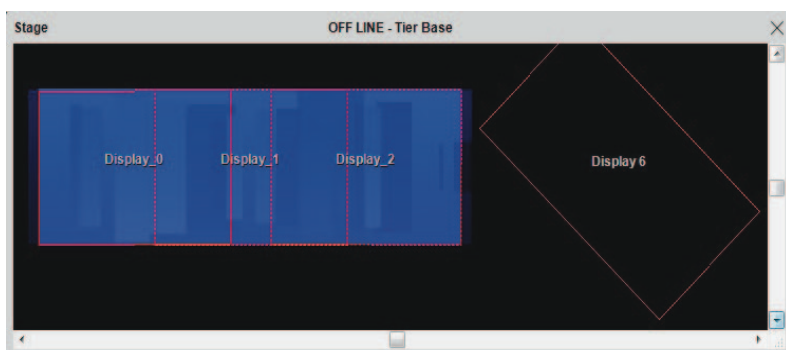 Stage
OFF LINE - Tier Base
Display_0
Display_1
Display_2
Display 6